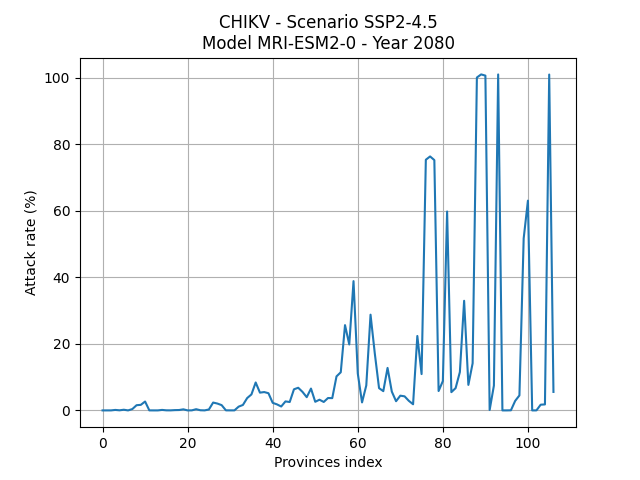 CHIKV - Scenario SSP2-4.5
Model MRI-ESM2-0 - Year 2080
100
80
60
40
20
0
Attack rate (%)
0 20 40 60 80 100
Provinces index